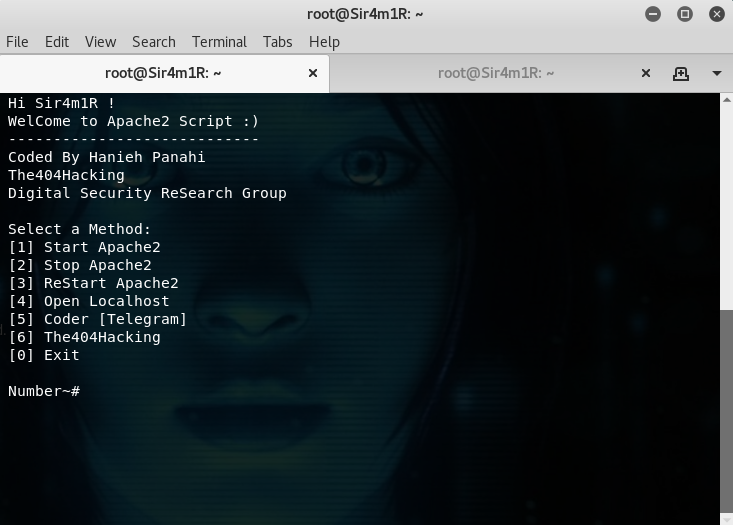 root@Sir4m1R: ~
File Edit View Search Terminal Tabs Help
root@Sir4m1R: ~ root@Sir4m1R: ~
Hi Sir4m1R !
WelCome to Apache2 Script :)
----------------------------
Coded By Hanieh Panahi
The404Hacking
Digital Security ReSearch Group
Select a Method:
[1] Start Apache2
[2] Stop Apache2
[3] ReStart Apache2
[4] Open Localhost
[5] Coder [Telegram]
[6] The404Hacking
[0] Exit
Number~#